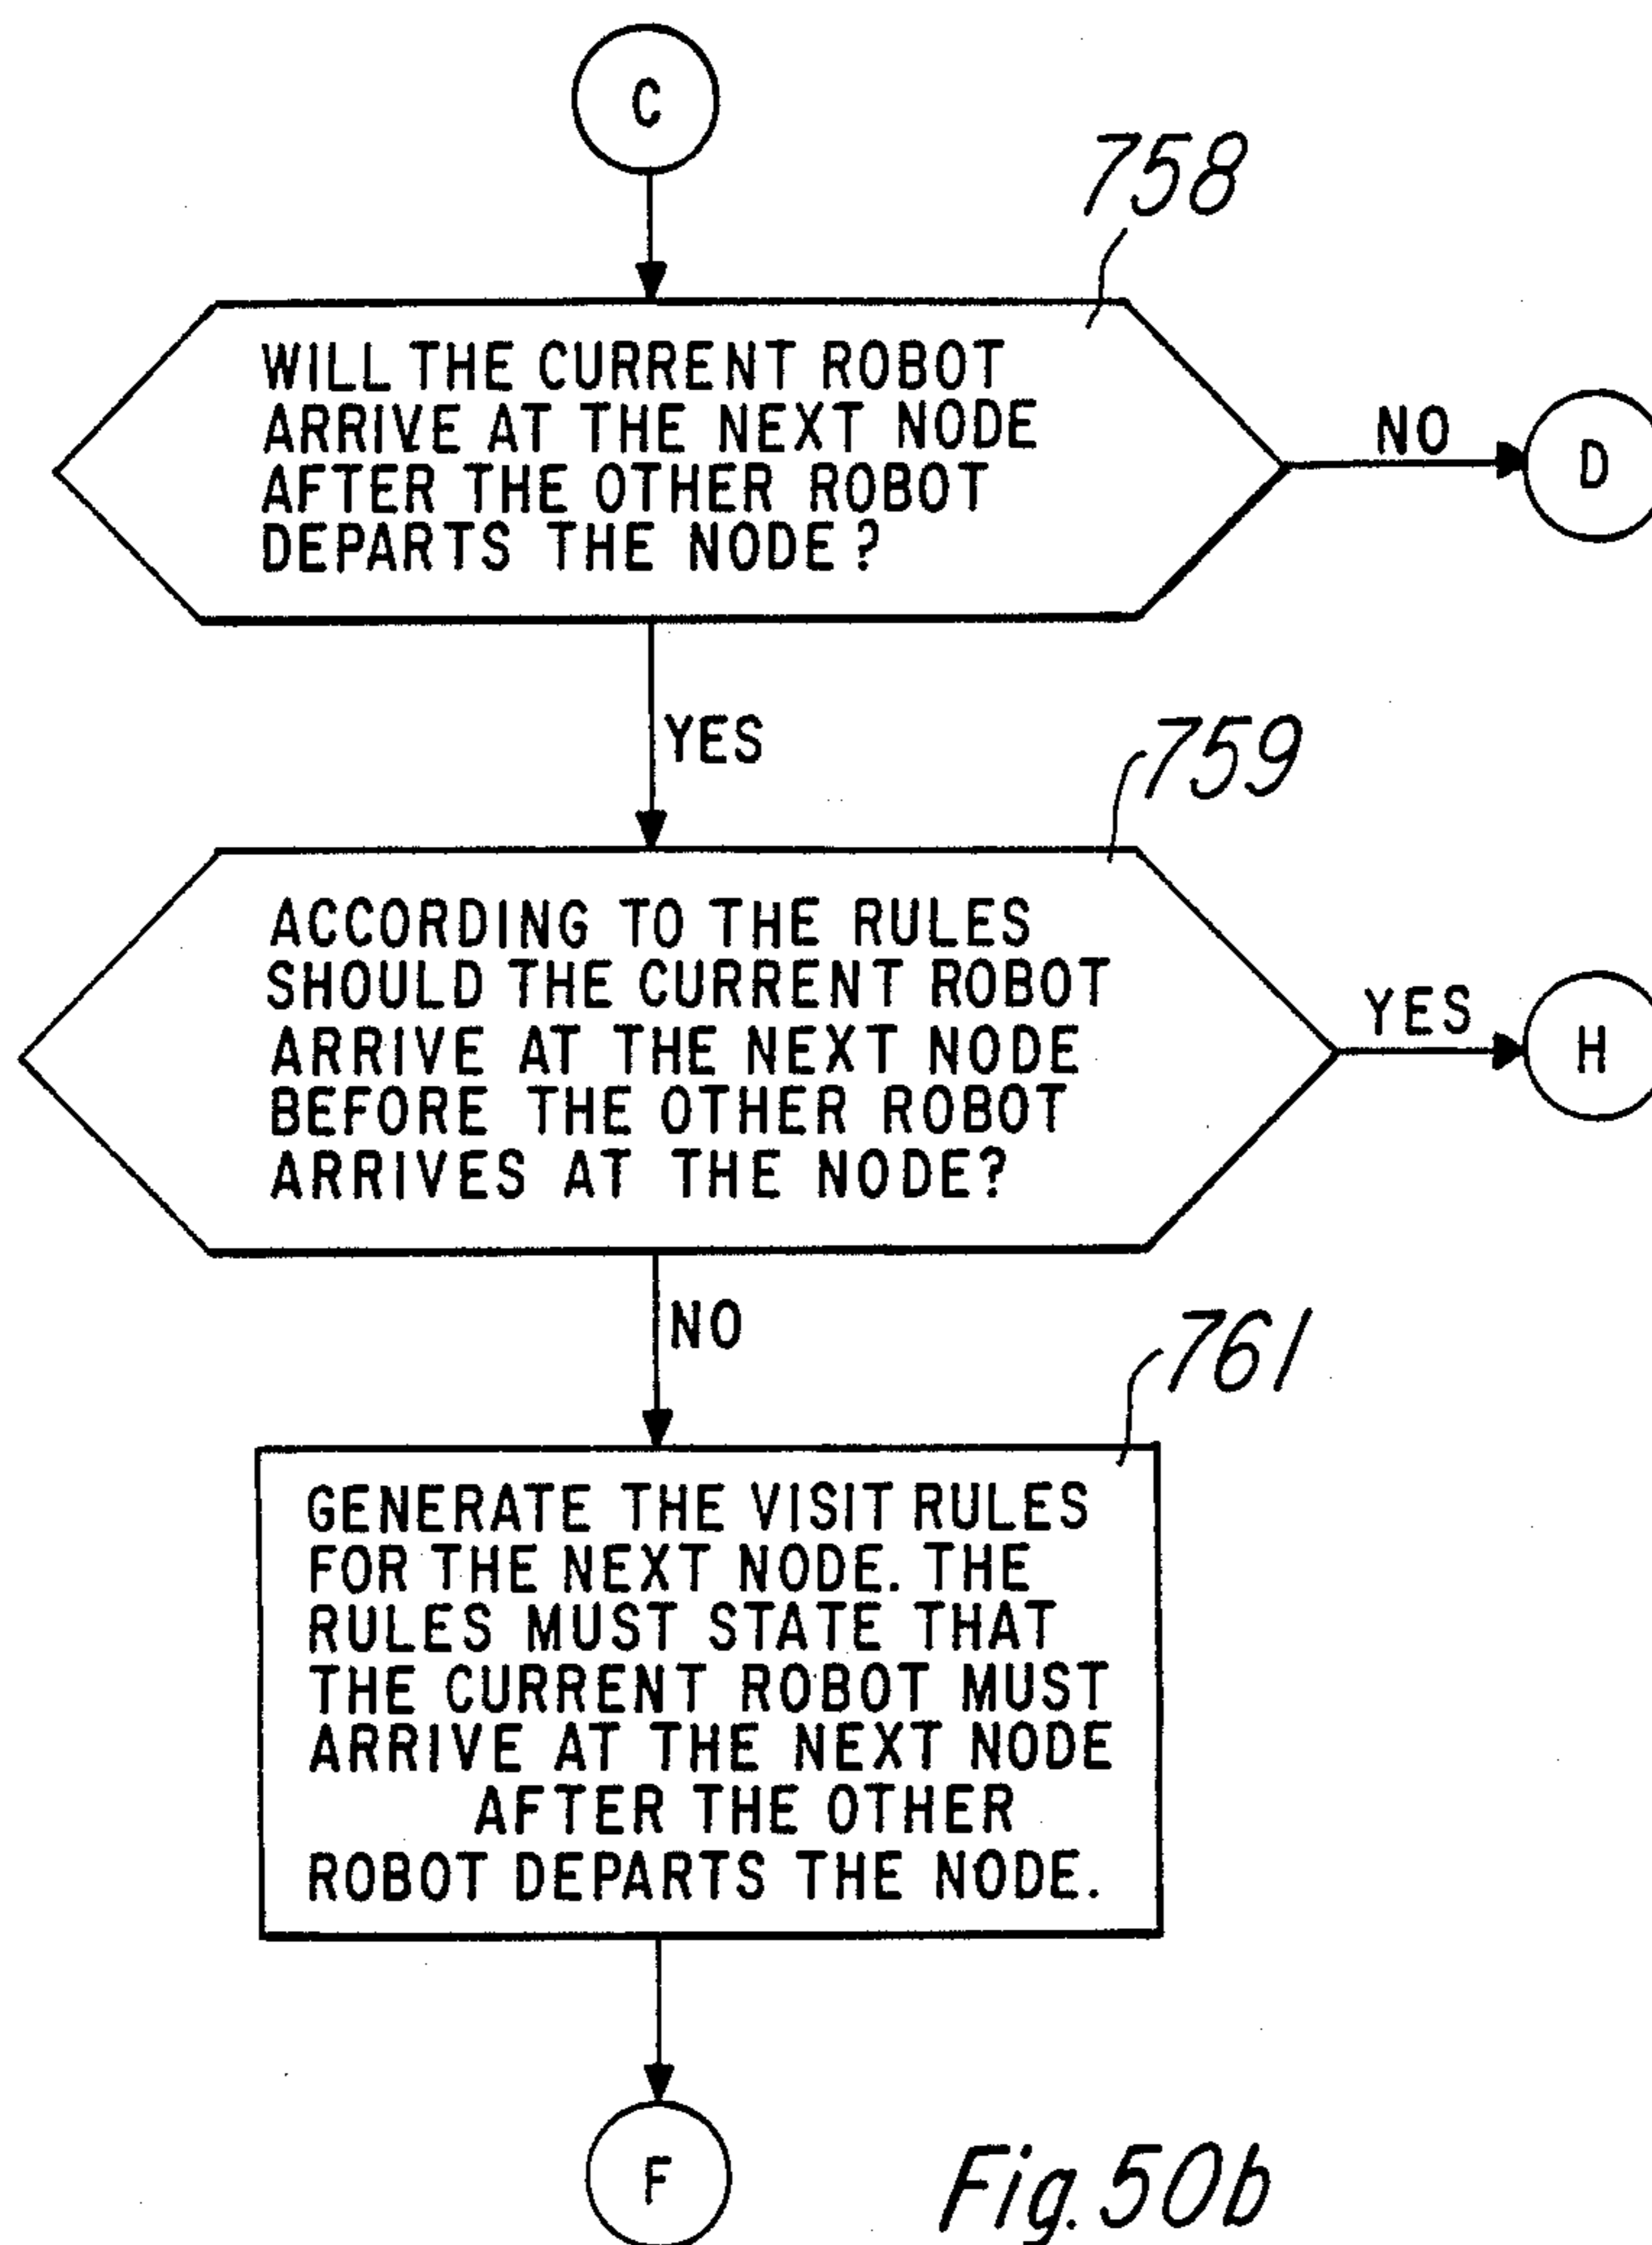 C
758
WILL THE CURRENT ROBOT
ARRIVE AT THE NEXT NODE
AFTER THE OTHER ROBOT
DEPARTS THE NODE?
NO
D
YES
759
ACCORDING TO THE RULES
SHOULD THE CURRENT ROBOT
ARRIVE AT THE NEXT NODE
BEFORE THE OTHER ROBOT
ARRIVES AT THE NODE?
YES
H
NO
761
GENERATE THE VISIT RULES
FOR THE NEXT NODE. THE
RULES MUST STATE THAT
THE CURRENT ROBOT MUST
ARRIVE AT THE NEXT NODE
AFTER THE OTHER
ROBOT DEPARTS THE NODE.
F
Fig. 50b